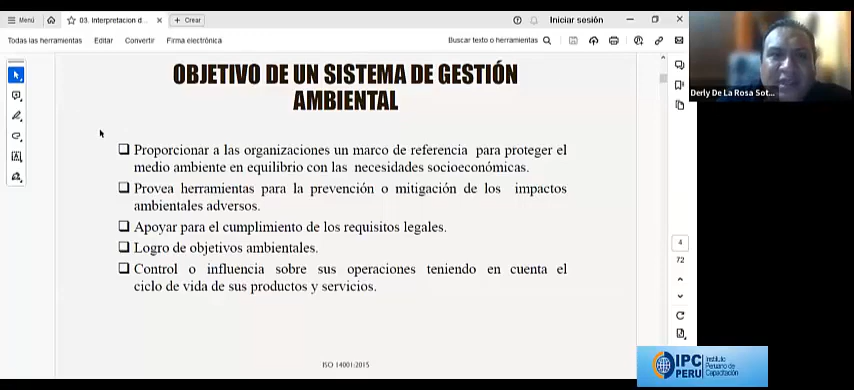 Menú
03. Interpretacion d...
+ Crear
Iniciar sesión
Todas las herramientas
Editar
Convertir
Firma electrónica
Buscar texto o herramientas
Derly De La Rosa Sot...
OBJETIVO DE UN SISTEMA DE GESTIÓN
AMBIENTAL
Proporcionar a las organizaciones un marco de referencia para proteger el
medio ambiente en equilibrio con las necesidades socioeconómicas.
Provea herramientas para la prevención o mitigación de los impactos
ambientales adversos.
Apoyar para el cumplimiento de los requisitos legales.
Logro de objetivos ambientales.
Control o influencia sobre sus operaciones teniendo en cuenta el
ciclo de vida de sus productos y servicios.
4
72
ISO 14001:2015
IPC
PERU
Instituto
Peruano de
Capacitación